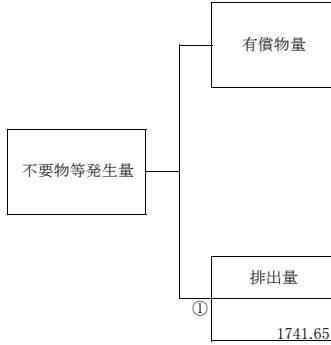 有償物量
不要物等発生量
排出量
①
1741.65